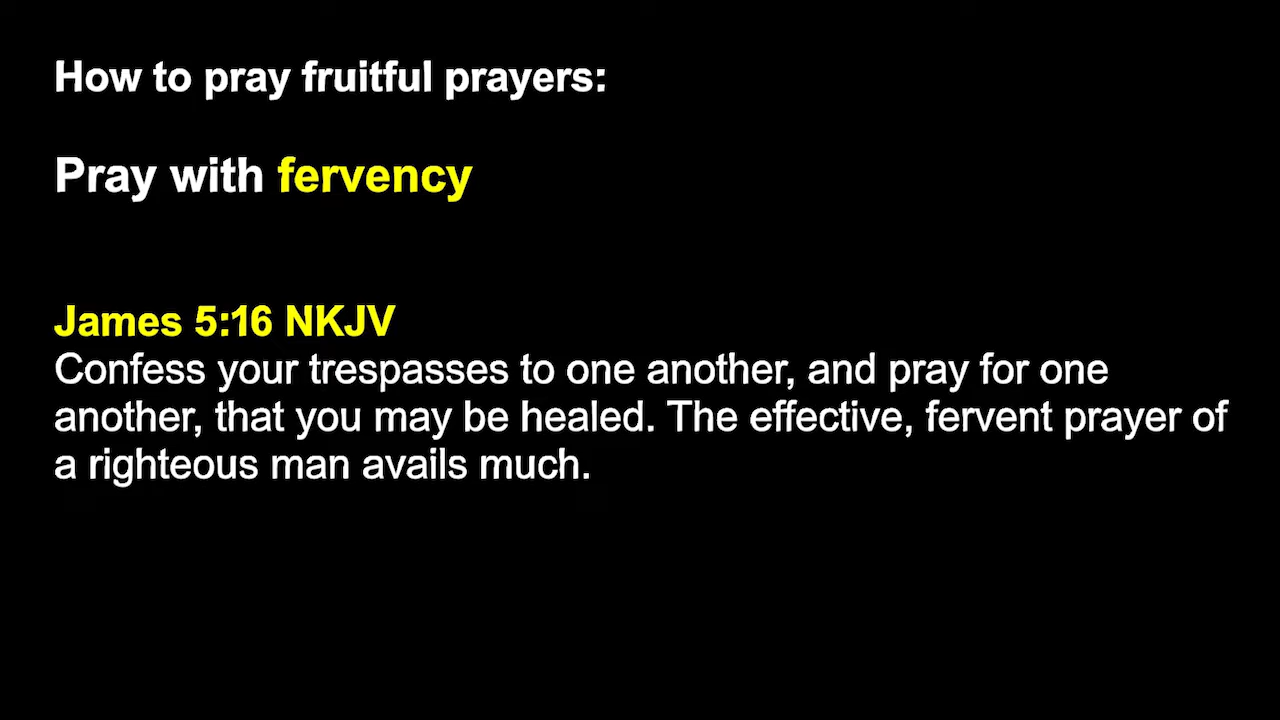 How to pray fruitful prayers:
Pray with fervency
James 5:16 NKJV
Confess your trespasses to one another, and pray for one
another, that you may be healed. The effective, fervent prayer of
a righteous man avails much.